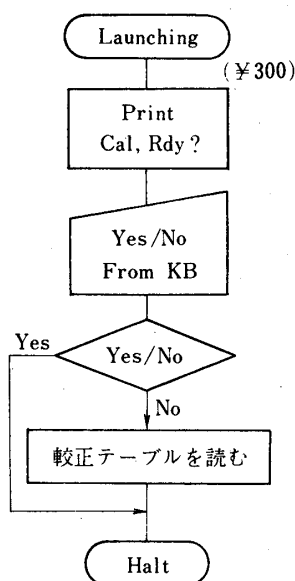 Launching
(¥300)
Print
Cal, Rdy?
Yes/No
From KB
Yes
Yes/No
No
較正テーブルを読む
Halt